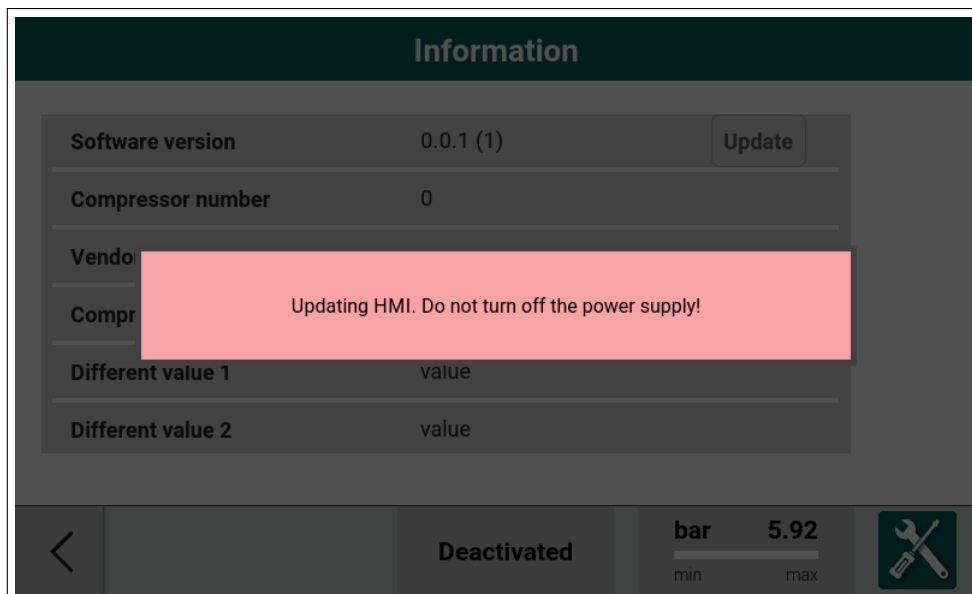 Information
Software version 0.0.1 (1) Update
Compressor number 0
Updating HMI. Do not turn off the power supply!
Different value 1 value
Different value 2 value
Deactivated
bar 5.92
min max